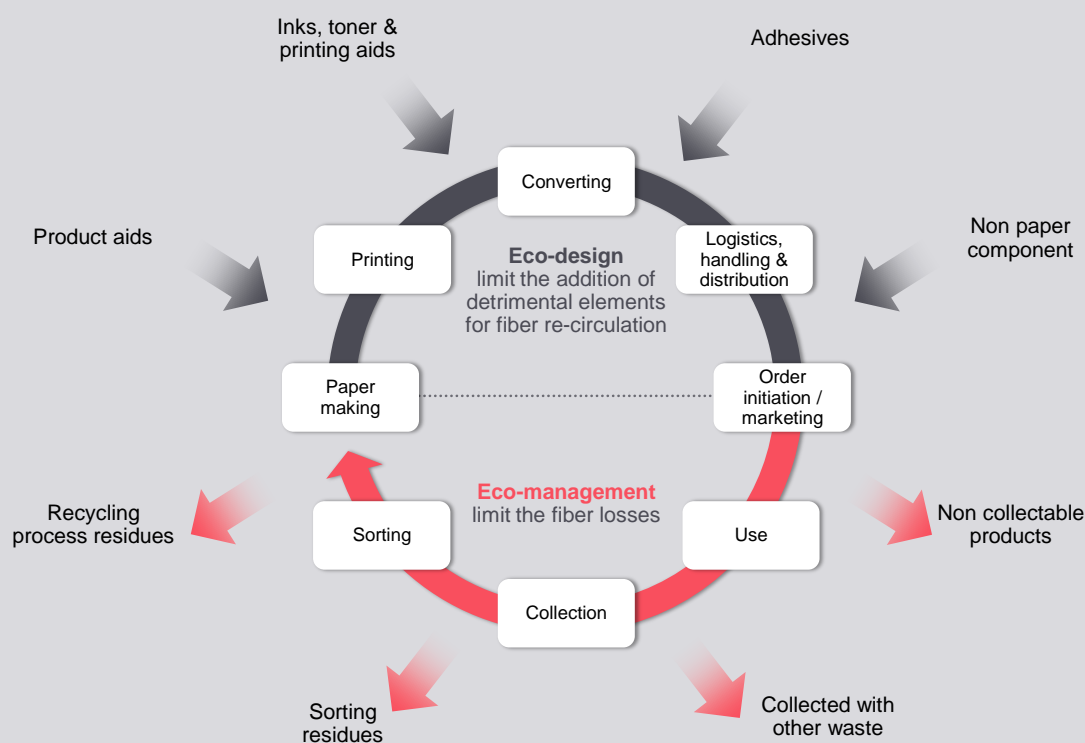 Inks, toner &
printing aids
Adhesives
Converting
Product aids
Printing
Eco-design
limit the addition of
detrimental elements
for fiber re-circulation
Logistics,
handling &
distribution
Non paper
component
Paper
making
Order
initiation /
marketing
Recycling
process residues
Sorting
Eco-management
limit the fiber losses
Use
Non collectable
products
Collection
Sorting
residues
Collected with
other waste